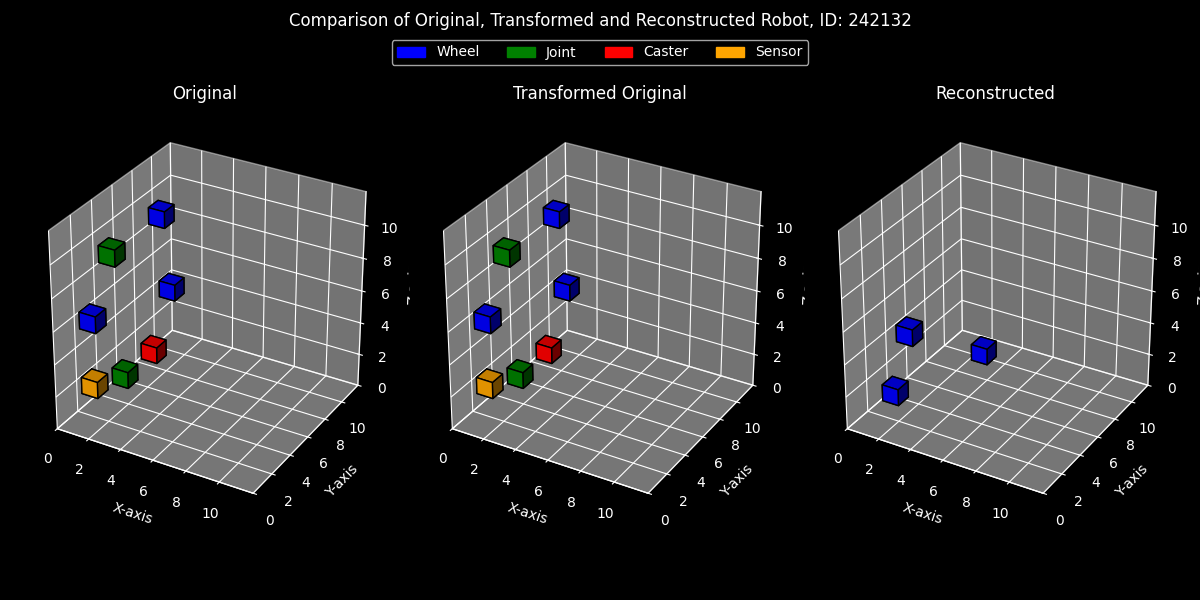 Comparison of Original, Transformed and Reconstructed Robot, ID: 242132
Wheel Joint Caster Sensor
Original Transformed Original Reconstructed
10 10 10
8 8 8
6 6 6
4 4 4
2 2 2
0 0 0
10 10 10
8 8 8
6 6 6
4 4 4
2 2 2
0 0 0
0 2 4 6 8 10 0 2 4 6 8 10 0 2 4 6 8 10
X-axis Y-axis X-axis Y-axis X-axis Y-axis